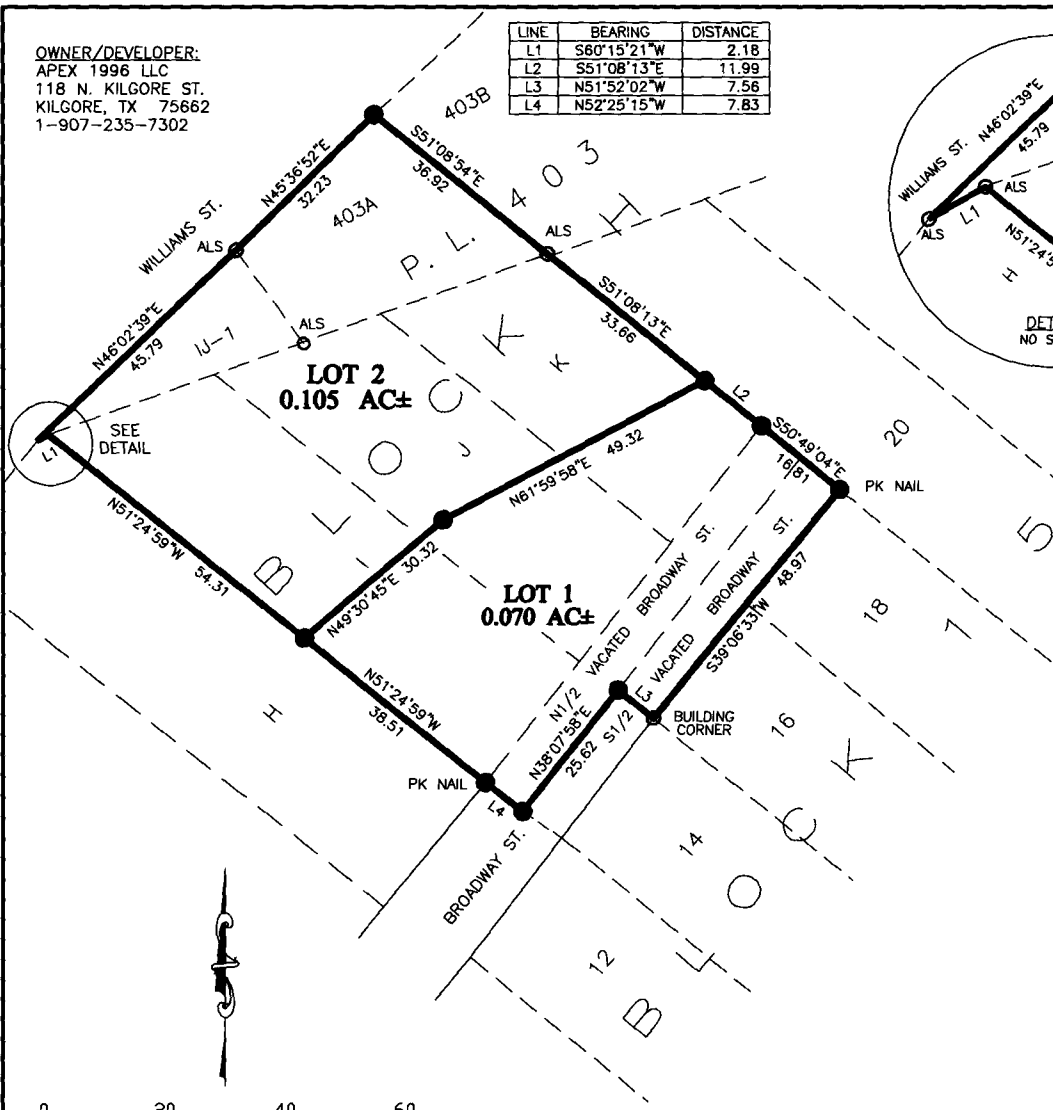 OWNER/DEVELOPER:
APEX 1996 LLC
118 N. KILGORE ST.
KILGORE, TX 75662
1-907-235-7302
LINE BEARING DISTANCE
L1 S60°15'21"W 2.18
L2 S51°08'13"E 11.99
L3 N51°52'02"W 7.56
L4 N52°25'15"W 7.83
403B
S51°08'54"E
36.92
N45°36'52"E
32.23
403A
P. L. 403
WILLIAMS ST.
ALS
ALS
ALS
N46°02'39"E
45.79
IJ-1
S51°08'13"E
33.66
WILLIAMS ST.
N46°02'39"E
45.79
ALS
L1
ALS
H
DET
NO S
LOT 2
0.105 AC±
L1
SEE
DETAIL
BLOCK H
K
J
L2
S50°49'04"E
16.81
PK NAIL
20
N61°59'58"E 49.32
N51°24'59"W 54.31
N49°30'45"E 30.32
LOT 1
0.070 AC±
N1/2 VACATED BROADWAY ST.
S1/2 VACATED BROADWAY ST.
S39°06'33"W 48.97
5
18
7
N51°24'59"W
38.51
H
N38°07'58"E
25.62
L3
BUILDING
CORNER
16
PK NAIL
L4
BROADWAY ST.
14
12
BLOCK
0 20 40 60